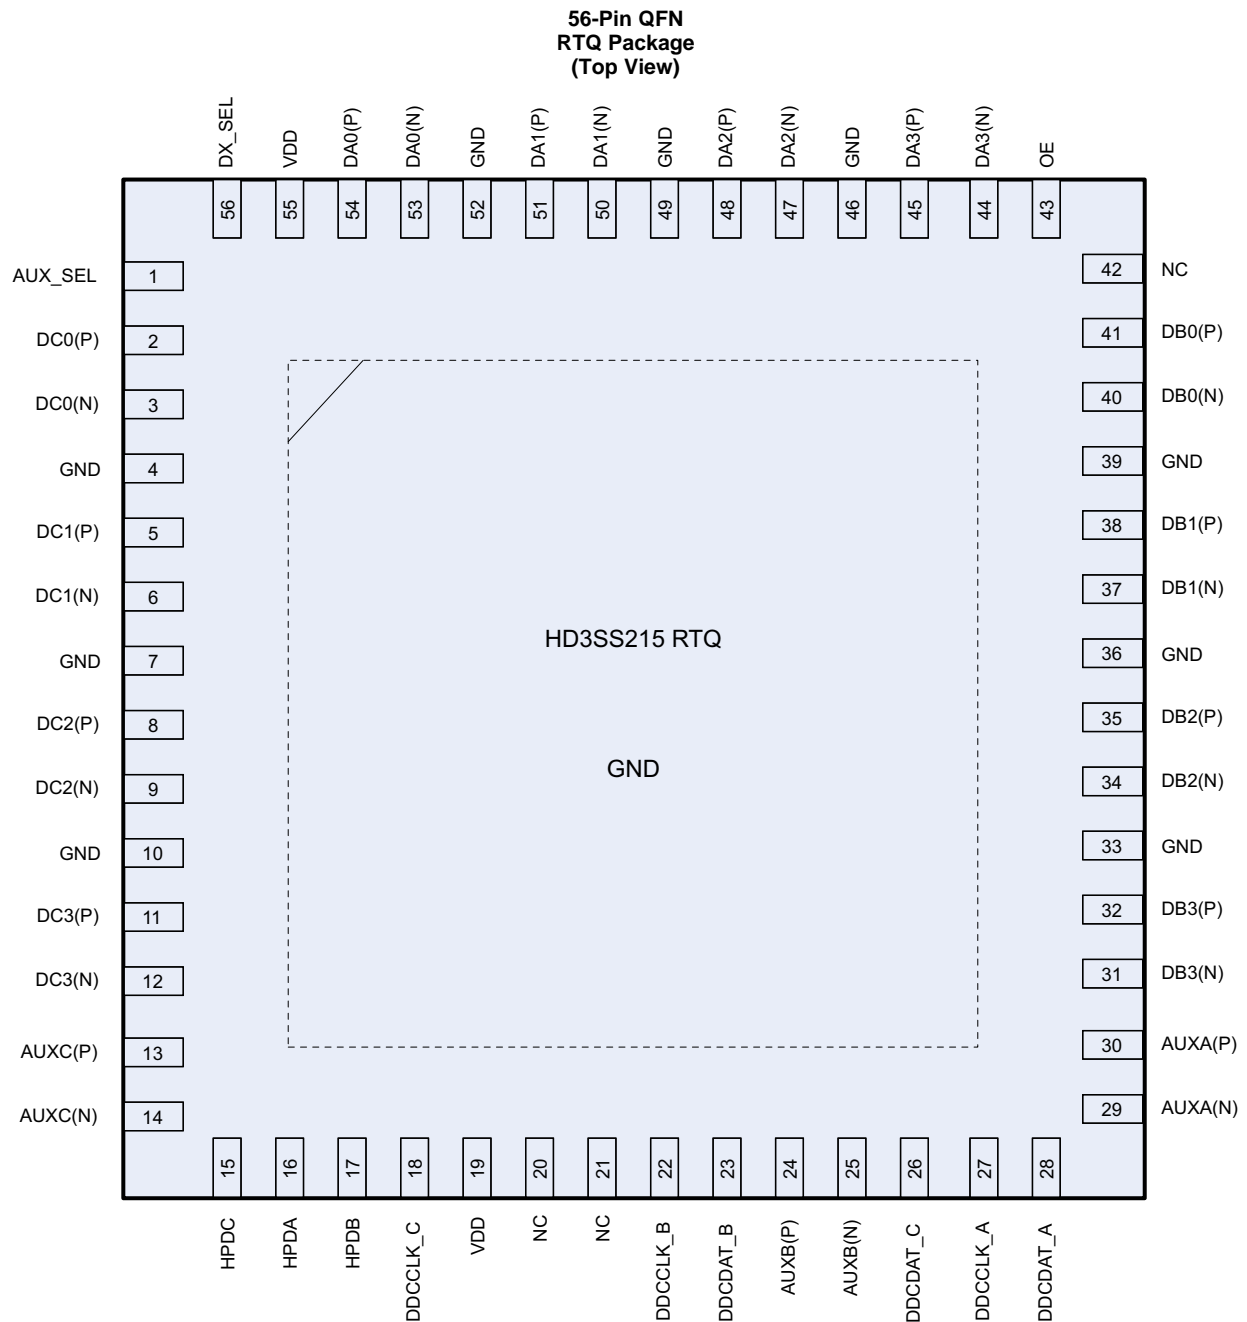 56-Pin QFN
RTQ Package
(Top View)
DX_SEL
VDD
DA0(P)
DA0(N)
GND
DA1(P)
DA1(N)
GND
DA2(P)
DA2(N)
GND
DA3(P)
DA3(N)
OE
56
55
54
53
52
51
50
49
48
47
46
45
44
43
AUX_SEL 1
DC0(P) 2
DC0(N) 3
GND 4
DC1(P) 5
DC1(N) 6
GND 7
DC2(P) 8
DC2(N) 9
GND 10
DC3(P) 11
DC3(N) 12
AUXC(P) 13
AUXC(N) 14
HD3SS215 RTQ
GND
42 NC
41 DB0(P)
40 DB0(N)
39 GND
38 DB1(P)
37 DB1(N)
36 GND
35 DB2(P)
34 DB2(N)
33 GND
32 DB3(P)
31 DB3(N)
30 AUXA(P)
29 AUXA(N)
15
16
17
18
19
20
21
22
23
24
25
26
27
28
HPDC
HPDA
HPDB
DDCCLK_C
VDD
NC
NC
DDCCLK_B
DDCDAT_B
AUXB(P)
AUXB(N)
DDCDAT_C
DDCCLK_A
DDCDAT_A